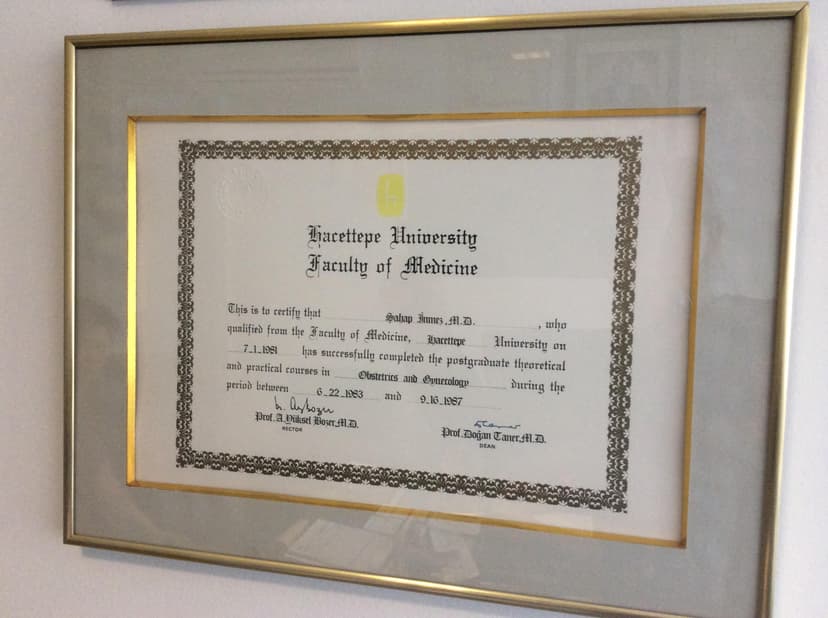 Hacettepe University
Faculty of Medicine
This is to certify that Şahap İnmez, M.D. , who
qualified from the Faculty of Medicine, Hacettepe University on
7-1-1981 has successfully completed the postgraduate theoretical
and practical courses in Obstetrics and Gynecology during the
period between 6-22-1983 and 9-16-1987
Prof. A. Yüksel Bozer, M.D.
RECTOR
Prof. Doğan Taner, M.D.
DEAN